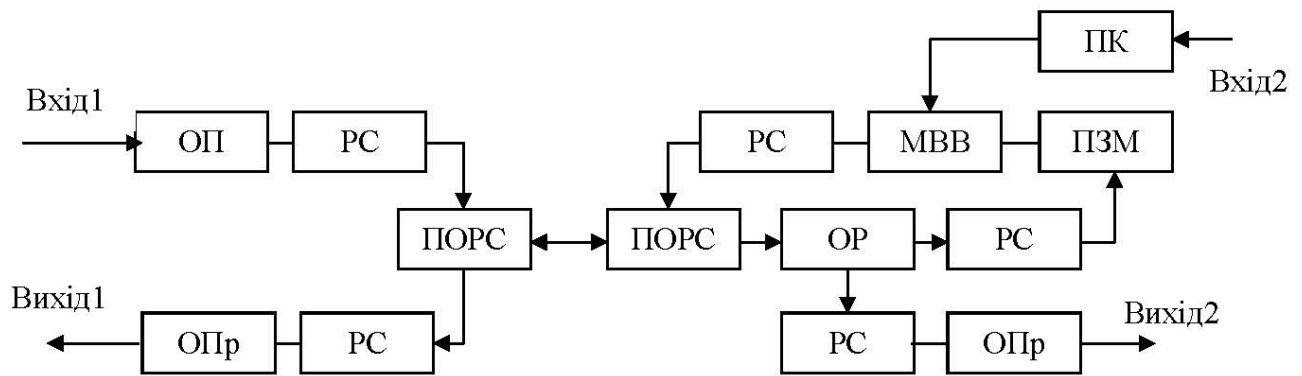 ПК
Вхід2
Вхід1
ОП
РС
РС
МВВ
ПЗМ
ПОРС
ПОРС
ОР
РС
Вихід1
ОПр
РС
РС
ОПр
Вихід2